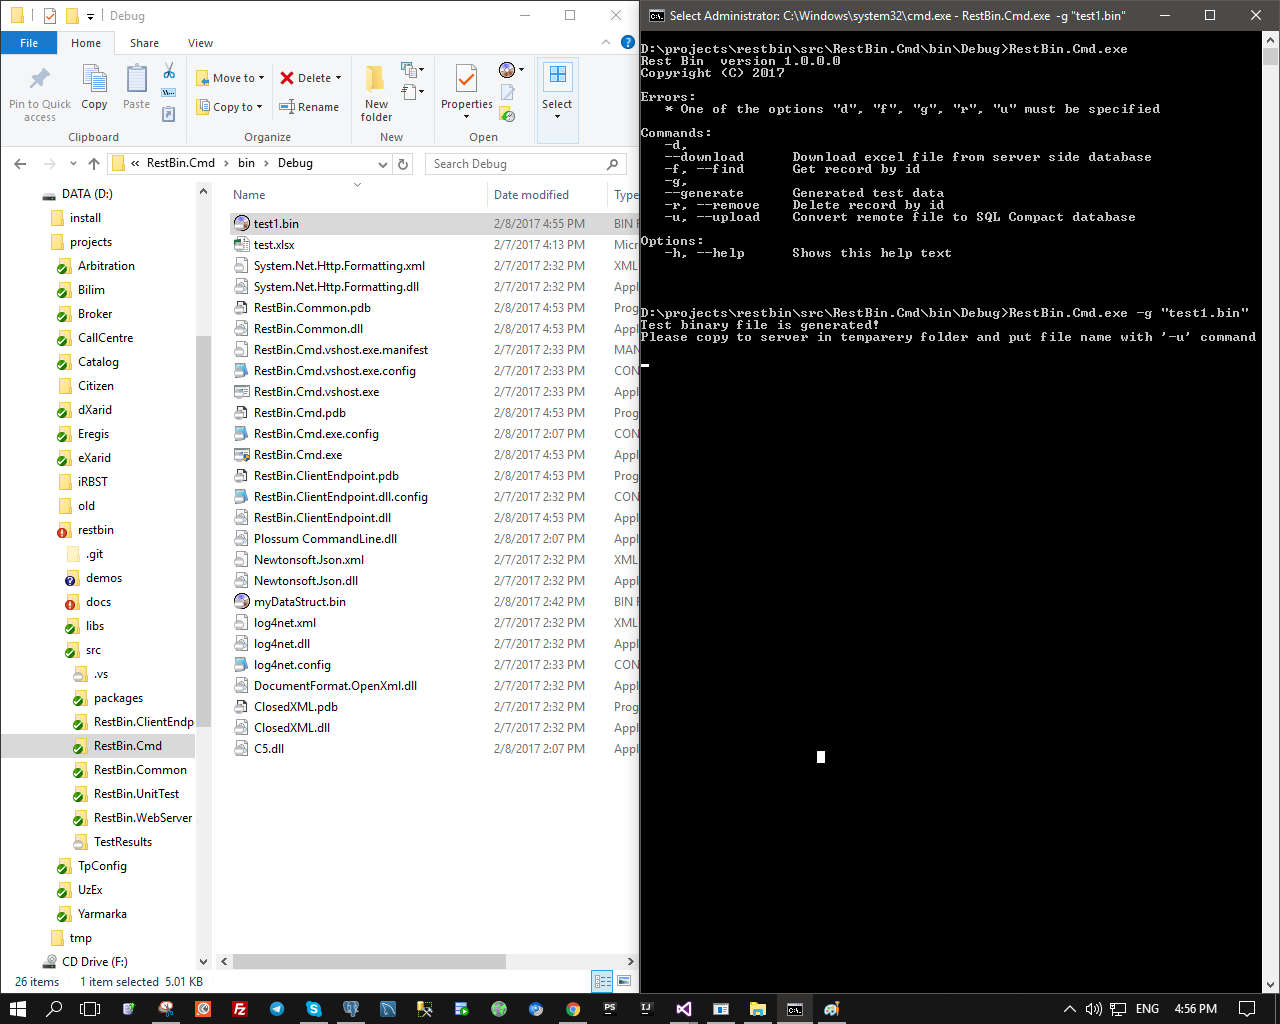 Debug
File
Home
Share
View
Pin to Quick access
Copy
Paste
Move to
Copy to
Delete
Rename
New folder
Properties
Open
Select
Clipboard
Organize
New
RestBin.Cmd
bin
Debug
Search Debug
DATA (D:)
install
projects
Arbitration
Bilim
Broker
CallCentre
Catalog
Citizen
dXarid
Eregis
eXarid
iRBST
old
restbin
.git
demos
docs
libs
src
.vs
packages
RestBin.ClientEndp
RestBin.Cmd
RestBin.Common
RestBin.UnitTest
RestBin.WebServer
TestResults
TpConfig
UzEx
Yarmarka
tmp
CD Drive (F:)
Name Date modified Type
test1.bin 2/8/2017 4:55 PM BIN F
test.xlsx 2/7/2017 4:13 PM Micr
System.Net.Http.Formatting.xml 2/7/2017 2:32 PM XML
System.Net.Http.Formatting.dll 2/7/2017 2:32 PM Appl
RestBin.Common.pdb 2/8/2017 4:53 PM Prog
RestBin.Common.dll 2/8/2017 4:53 PM Appl
RestBin.Cmd.vshost.exe.manifest 2/7/2017 2:33 PM MAN
RestBin.Cmd.vshost.exe.config 2/7/2017 2:33 PM CON
RestBin.Cmd.vshost.exe 2/7/2017 2:33 PM Appl
RestBin.Cmd.pdb 2/8/2017 4:53 PM Prog
RestBin.Cmd.exe.config 2/8/2017 2:07 PM CON
RestBin.Cmd.exe 2/8/2017 4:53 PM Appl
RestBin.ClientEndpoint.pdb 2/8/2017 4:53 PM Prog
RestBin.ClientEndpoint.dll.config 2/7/2017 2:32 PM CON
RestBin.ClientEndpoint.dll 2/8/2017 4:53 PM Appl
Plossum CommandLine.dll 2/8/2017 2:07 PM Appl
Newtonsoft.Json.xml 2/7/2017 2:32 PM XML
Newtonsoft.Json.dll 2/7/2017 2:32 PM Appl
myDataStruct.bin 2/8/2017 2:42 PM BIN F
log4net.xml 2/7/2017 2:32 PM XML
log4net.dll 2/7/2017 2:32 PM Appl
log4net.config 2/7/2017 2:33 PM CON
DocumentFormat.OpenXml.dll 2/7/2017 2:32 PM Appl
ClosedXML.pdb 2/7/2017 2:32 PM Prog
ClosedXML.dll 2/7/2017 2:32 PM Appl
C5.dll 2/8/2017 2:07 PM Appl
26 items 1 item selected 5.01 KB
Select Administrator: C:\Windows\system32\cmd.exe - RestBin.Cmd.exe -g "test1.bin"
D:\projects\restbin\src\RestBin.Cmd\bin\Debug>RestBin.Cmd.exe
Rest Bin version 1.0.0.0
Copyright (C) 2017
Errors:
* One of the options "d", "f", "g", "r", "u" must be specified
Commands:
-d,
--download Download excel file from server side database
-f, --find Get record by id
-g,
--generate Generated test data
-r, --remove Delete record by id
-u, --upload Convert remote file to SQL Compact database
Options:
-h, --help Shows this help text
D:\projects\restbin\src\RestBin.Cmd\bin\Debug>RestBin.Cmd.exe -g "test1.bin"
Test binary file is generated!
Please copy to server in temparery folder and put file name with '-u' command
ENG 4:56 PM